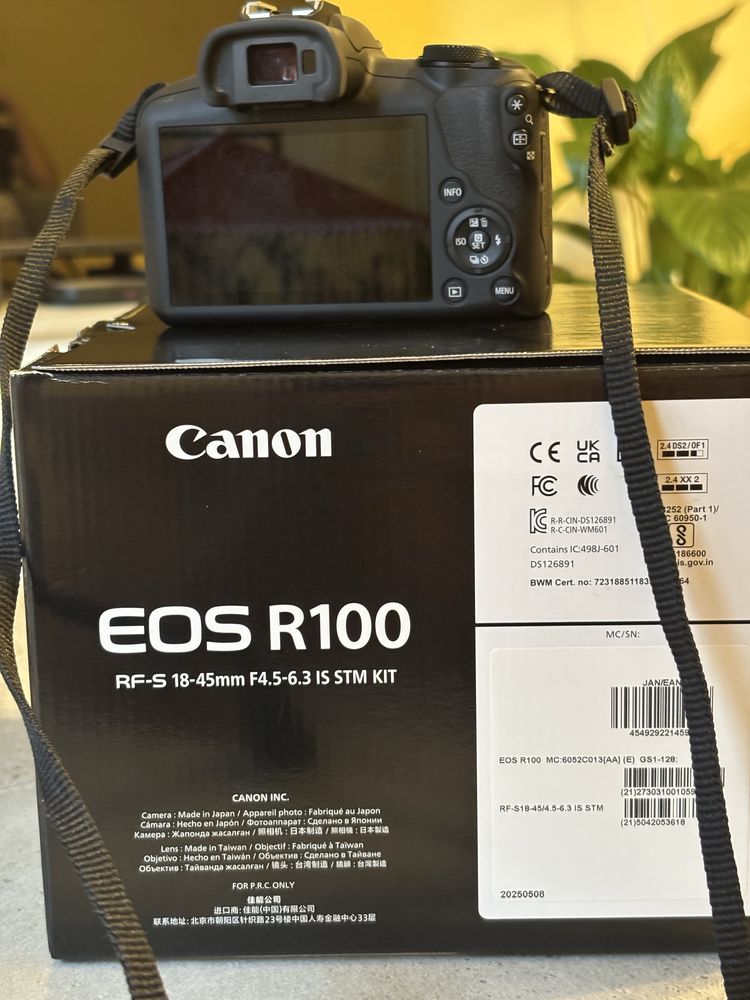 Canon
INFO
ISO
SET
MENU
Canon
EOS R100
RF-S 18-45mm F4.5-6.3 IS STM KIT
CANON INC.
Camera : Made in Japan / Appareil photo : Fabriqué au Japon
Cámara : Hecho en Japón / Фотоаппарат : Сделано в Японии
Камера : Жапонда жасалған / 照相机 : 日本制造 / 照相機 : 日本製造
Lens : Made in Taiwan / Objectif : Fabriqué à Taïwan
Objetivo : Hecho en Taiwán / Объектив : Сделано в Тайване
Объектив : Тайванда жасалған / 镜头 : 台湾制造 / 鏡頭 : 台灣製造
FOR P.R.C. ONLY
佳能公司
进口商: 佳能(中国)有限公司
联系地址: 北京市朝阳区针织路23号楼中国人寿金融中心33层
CE UK CA
2.4 DS2/0F1
FC
2.4 XX 2
R-R-CIN-DS126891
R-C-CIN-WM601
(Part 1)/
60950-1
Contains IC:498J-601
DS126891
BWM Cert. no:
MC/SN:
JAN/EAN
EOS R100 MC:6052C013[AA] (E) GS1-128:
RF-S18-45/4.5-6.3 IS STM
(21)5042053618
20250508